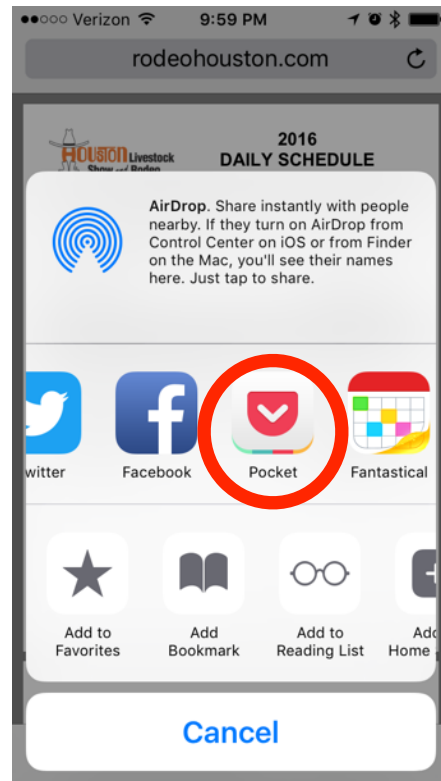 Verizon 9:59 PM
rodeohouston.com
HOUSTON Livestock
Show and Rodeo
2016
DAILY SCHEDULE
AirDrop. Share instantly with people
nearby. If they turn on AirDrop from
Control Center on iOS or from Finder
on the Mac, you'll see their names
here. Just tap to share.
witter Facebook Pocket Fantastical
Add to
Favorites
Add
Bookmark
Add to
Reading List
Add
Home
Cancel